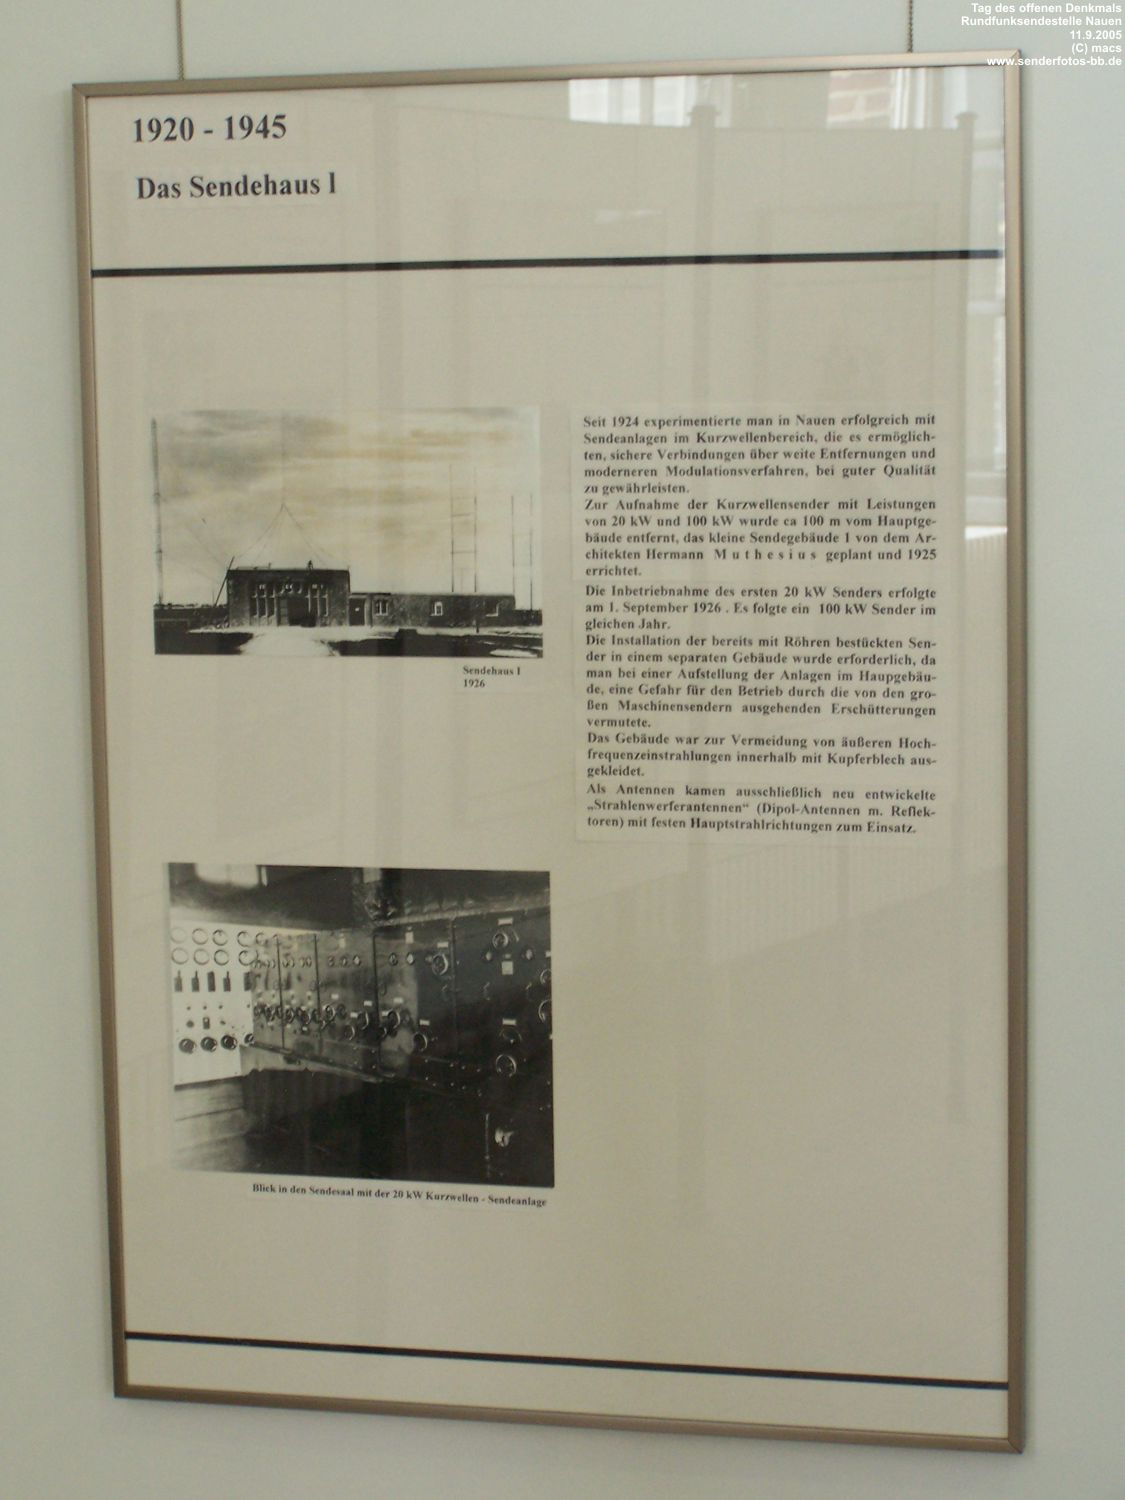 Tag des offenen Denkmals
Rundfunksendestelle Nauen
11.9.2005
(C) macs
www.senderfotos-bb.de
1920 - 1945
Das Sendehaus 1
Seit 1924 experimentierte man in Nauen erfolgreich mit
Sendeanlagen im Kurzwellenbereich, die es ermöglich-
ten, sichere Verbindungen über weite Entfernungen und
moderneren Modulationsverfahren, bei guter Qualität
zu gewährleisten.
Zur Aufnahme der Kurzwellensender mit Leistungen
von 20 kW und 100 kW wurde ca 100 m vom Hauptge-
bäude entfernt, das kleine Sendegebäude 1 von dem Ar-
chitekten Hermann M u t h e s i u s geplant und 1925
errichtet.
Die Inbetriebnahme des ersten 20 kW Senders erfolgte
am 1. September 1926 . Es folgte ein 100 kW Sender im
gleichen Jahr.
Die Installation der bereits mit Röhren bestückten Sen-
der in einem separaten Gebäude wurde erforderlich, da
man bei einer Aufstellung der Anlagen im Haupgebäu-
de, eine Gefahr für den Betrieb durch die von den gro-
ßen Maschinensendern ausgehenden Erschütterungen
vermutete.
Das Gebäude war zur Vermeidung von äußeren Hoch-
frequenzeinstrahlungen innerhalb mit Kupferblech aus-
gekleidet.
Als Antennen kamen ausschließlich neu entwickelte
„Strahlenwerferantennen“ (Dipol-Antennen m. Reflek-
toren) mit festen Hauptstrahlrichtungen zum Einsatz.
Sendehaus 1
1926
Blick in den Sendesaal mit der 20 kW Kurzwellen - Sendeanlage